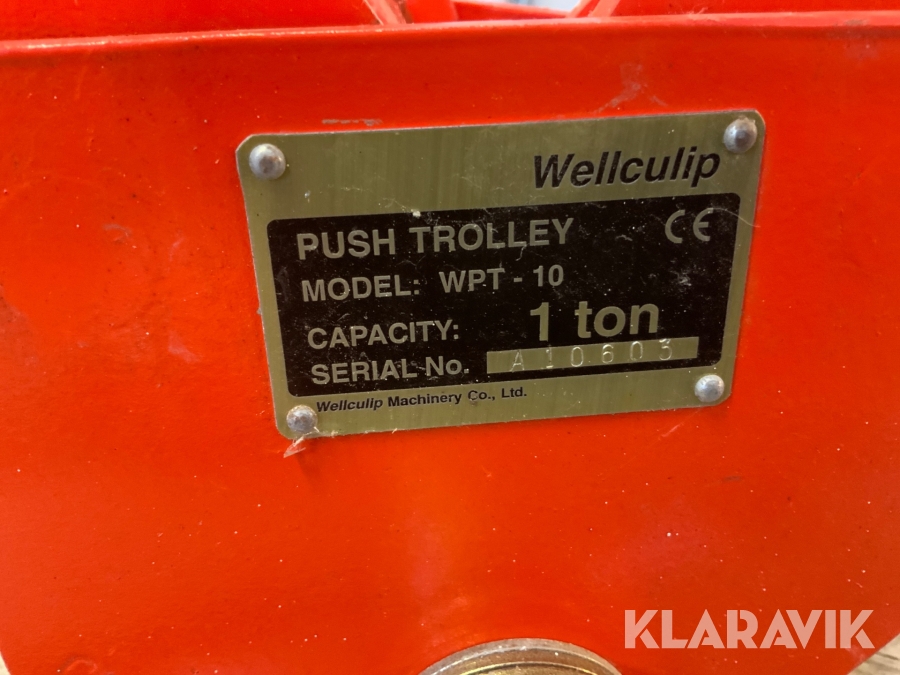 Wellculip
PUSH TROLLEY CE
MODEL: WPT - 10
CAPACITY: 1 ton
SERIAL No. A10603
Wellculip Machinery Co., Ltd.
KLARAVIK